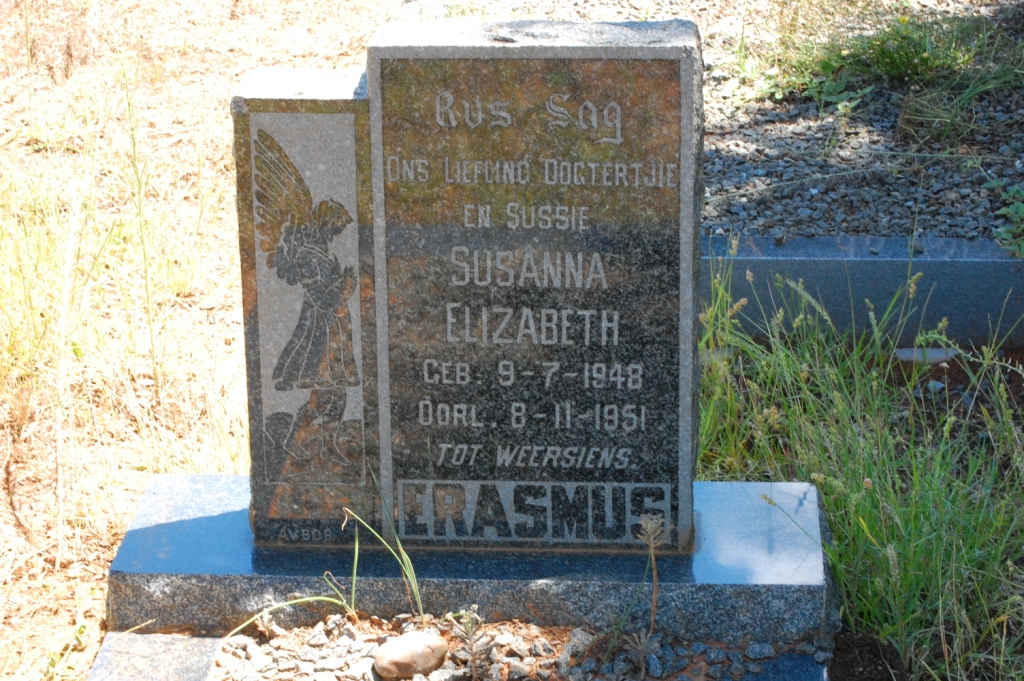 Rus Sag
ONS LIEFLING DOGTERTJIE
EN SUSSIE
SUSANNA
ELIZABETH
GEB. 9-7-1948
OORL. 8-11-1951
TOT WEERSIENS.
ERASMUS
AVBOB